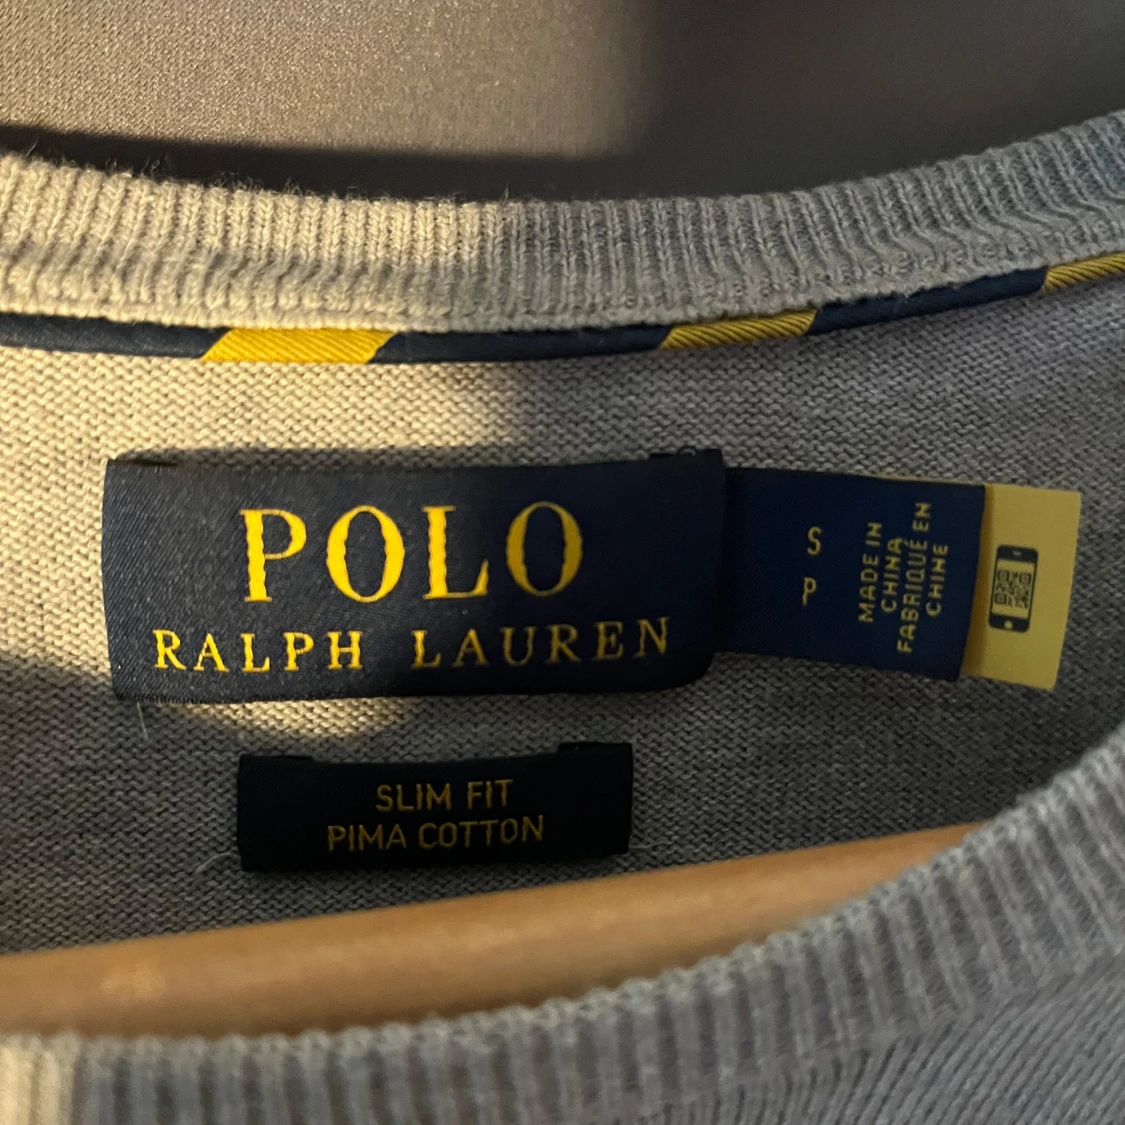 POLO
RALPH LAUREN
S
P
MADE IN
CHINA
FABRIQUÉ EN
CHINE
SLIM FIT
PIMA COTTON